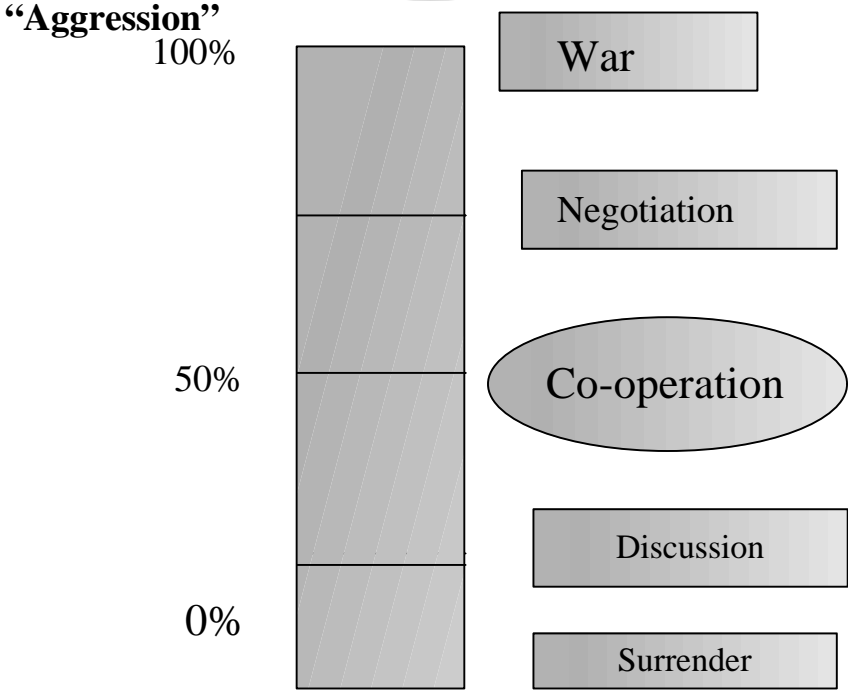 “Aggression”
100%
War
Negotiation
50%
Co-operation
Discussion
0%
Surrender